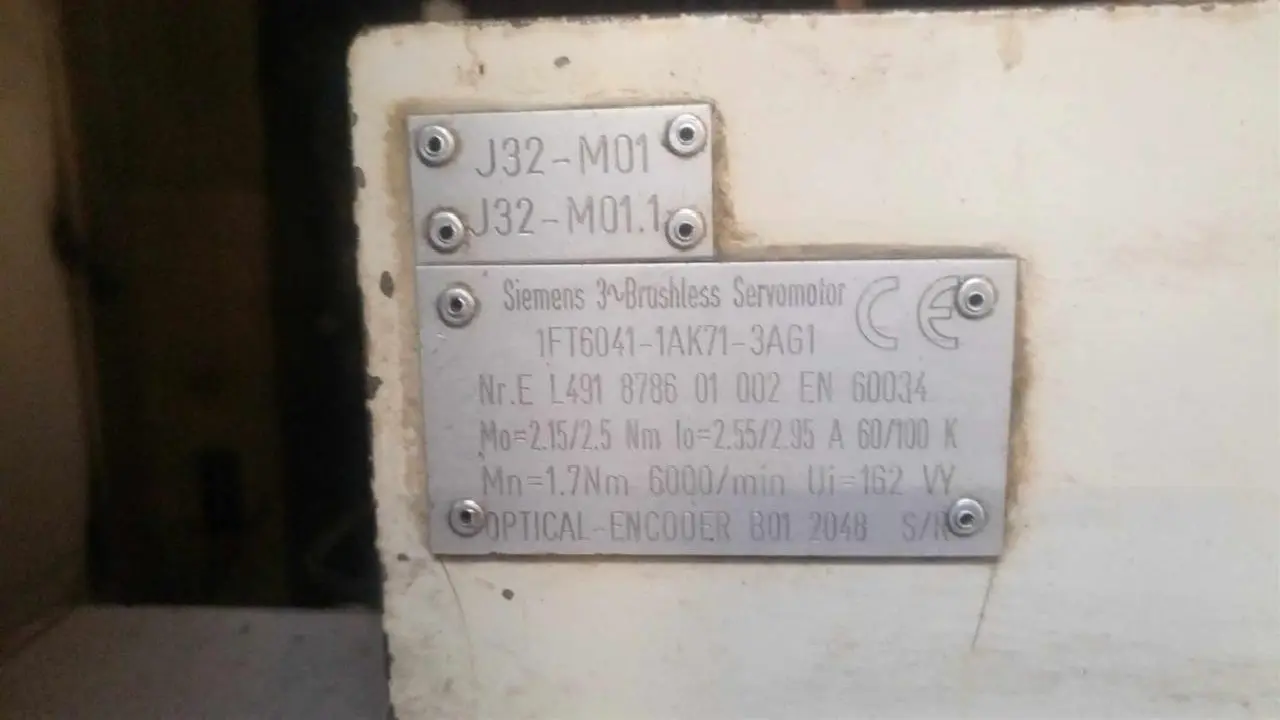 J32-M01
J32-M01.1
Siemens 3~Brushless Servomotor CE
1FT6041-1AK71-3AG1
Nr.E L491 8786 01 002 EN 60034
Mo=2.15/2.5 Nm Io=2.55/2.95 A 60/100 K
Mn=1.7Nm 6000/min Ui=162 VY
OPTICAL-ENCODER B01 2048 S/R